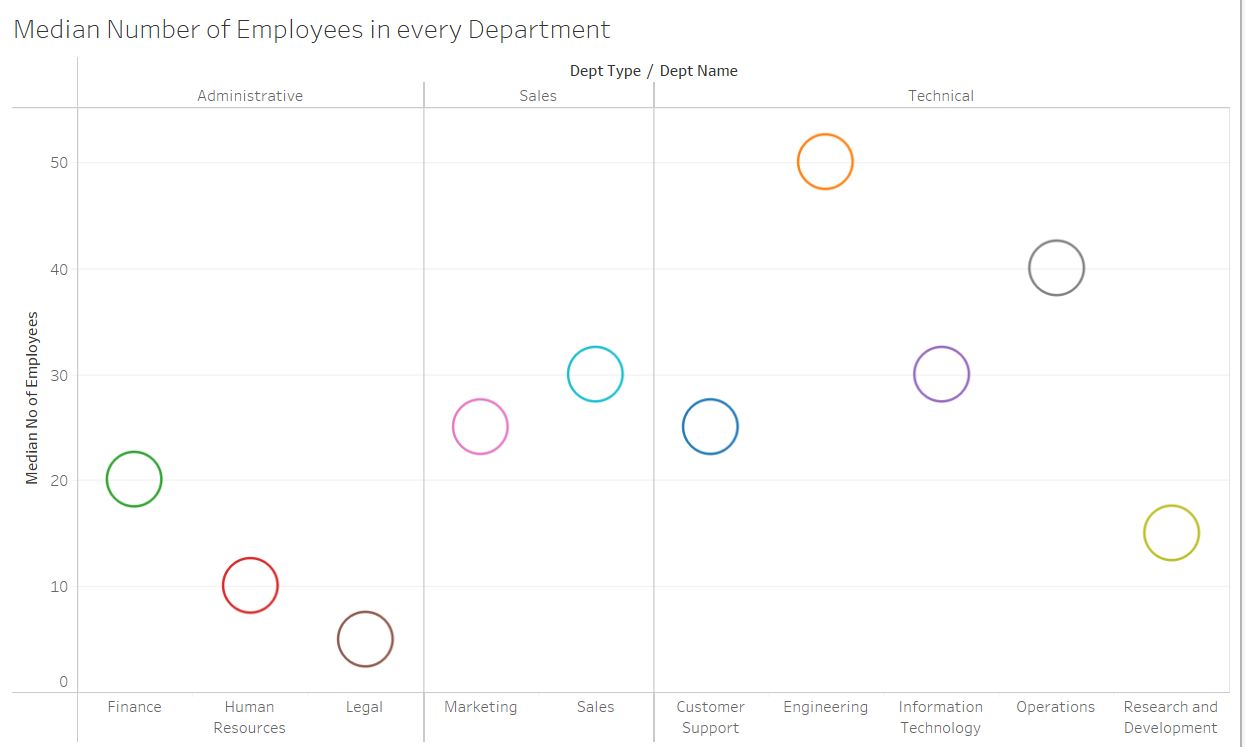 Median Number of Employees in every Department
Dept Type / Dept Name
Administrative
Sales
Technical
Median No of Employees
50
40
30
20
10
0
Finance
Human
Resources
Legal
Marketing
Sales
Customer
Support
Engineering
Information
Technology
Operations
Research and
Development